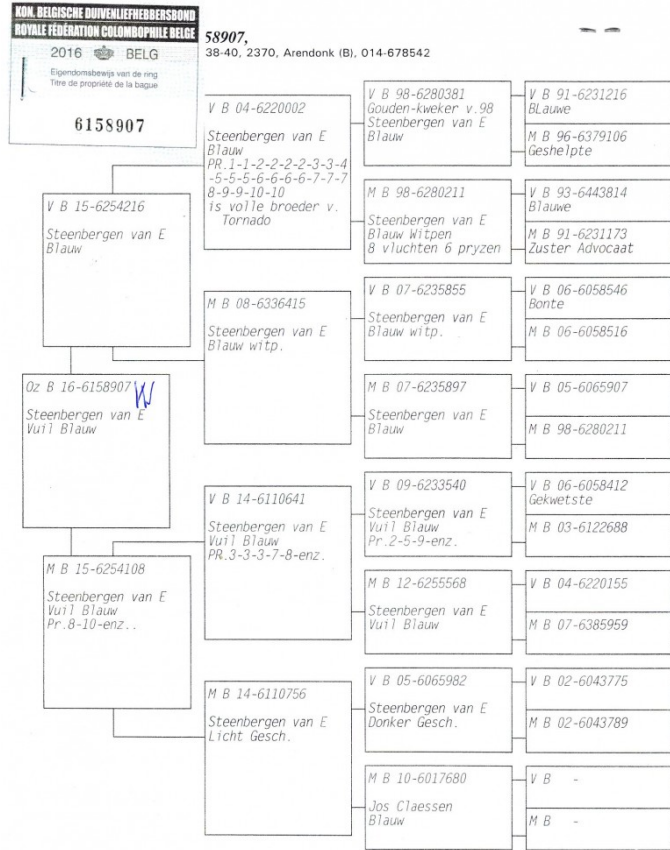 KON. BELGISCHE DUIVENLIEFHEBBERSBOND
ROYALE FÉDÉRATION COLOMBOPHILE BELGE
2016 BELG
Eigendomsbewijs van de ring
Titre de propriété de la bague
6158907
58907,
38-40, 2370, Arendonk (B), 014-678542
Oz B 16-6158907
Steenbergen van E
Vuil Blauw
V B 15-6254216
Steenbergen van E
Blauw
M B 15-6254108
Steenbergen van E
Vuil Blauw
Pr.8-10-enz..
V B 04-6220002
Steenbergen van E
Blauw
PR.1-1-2-2-2-2-3-3-4
-5-5-5-6-6-6-6-7-7-7
8-9-9-10-10
is volle broeder v.
Tornado
M B 08-6336415
Steenbergen van E
Blauw witp.
V B 14-6110641
Steenbergen van E
Vuil Blauw
PR.3-3-3-7-8-enz.
M B 14-6110756
Steenbergen van E
Licht Gesch.
V B 98-6280381
Gouden-kweker v.98
Steenbergen van E
Blauw
M B 98-6280211
Steenbergen van E
Blauw Witpen
8 vluchten 6 pryzen
V B 07-6235855
Steenbergen van E
Blauw witp.
M B 07-6235897
Steenbergen van E
Blauw
V B 09-6233540
Steenbergen van E
Vuil Blauw
Pr.2-5-9-enz.
M B 12-6255568
Steenbergen van E
Vuil Blauw
V B 05-6065982
Steenbergen van E
Donker Gesch.
M B 10-6017680
Jos Claessen
Blauw
V B 91-6231216
BLauwe
M B 96-6379106
Geshelpte
V B 93-6443814
Blauwe
M B 91-6231173
Zuster Advocaat
V B 06-6058546
Bonte
M B 06-6058516
V B 05-6065907
M B 98-6280211
V B 06-6058412
Gekwetste
M B 03-6122688
V B 04-6220155
M B 07-6385959
V B 02-6043775
M B 02-6043789
V B -
M B -